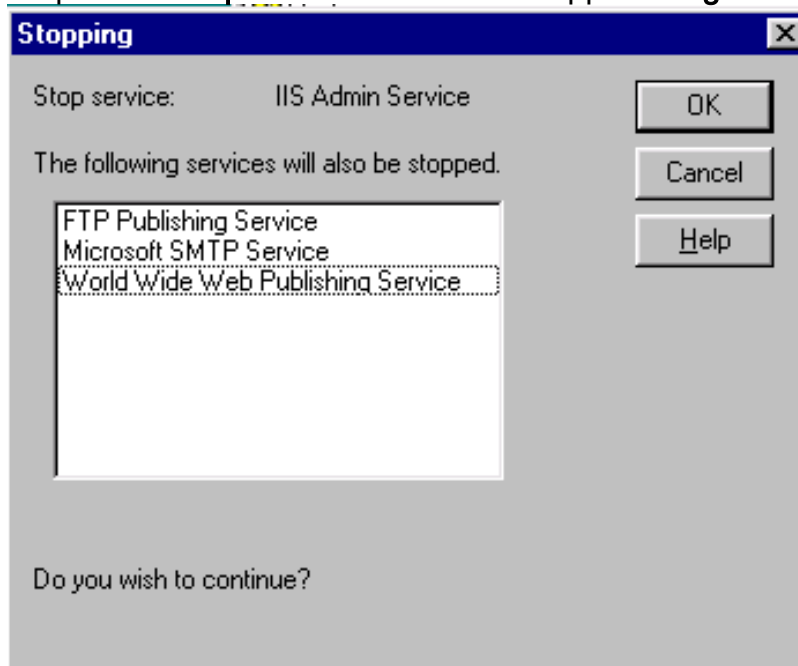 Stopping
Stop service: IIS Admin Service
OK
The following services will also be stopped.
Cancel
FTP Publishing Service
Help
Microsoft SMTP Service
World Wide Web Publishing Service
Do you wish to continue?